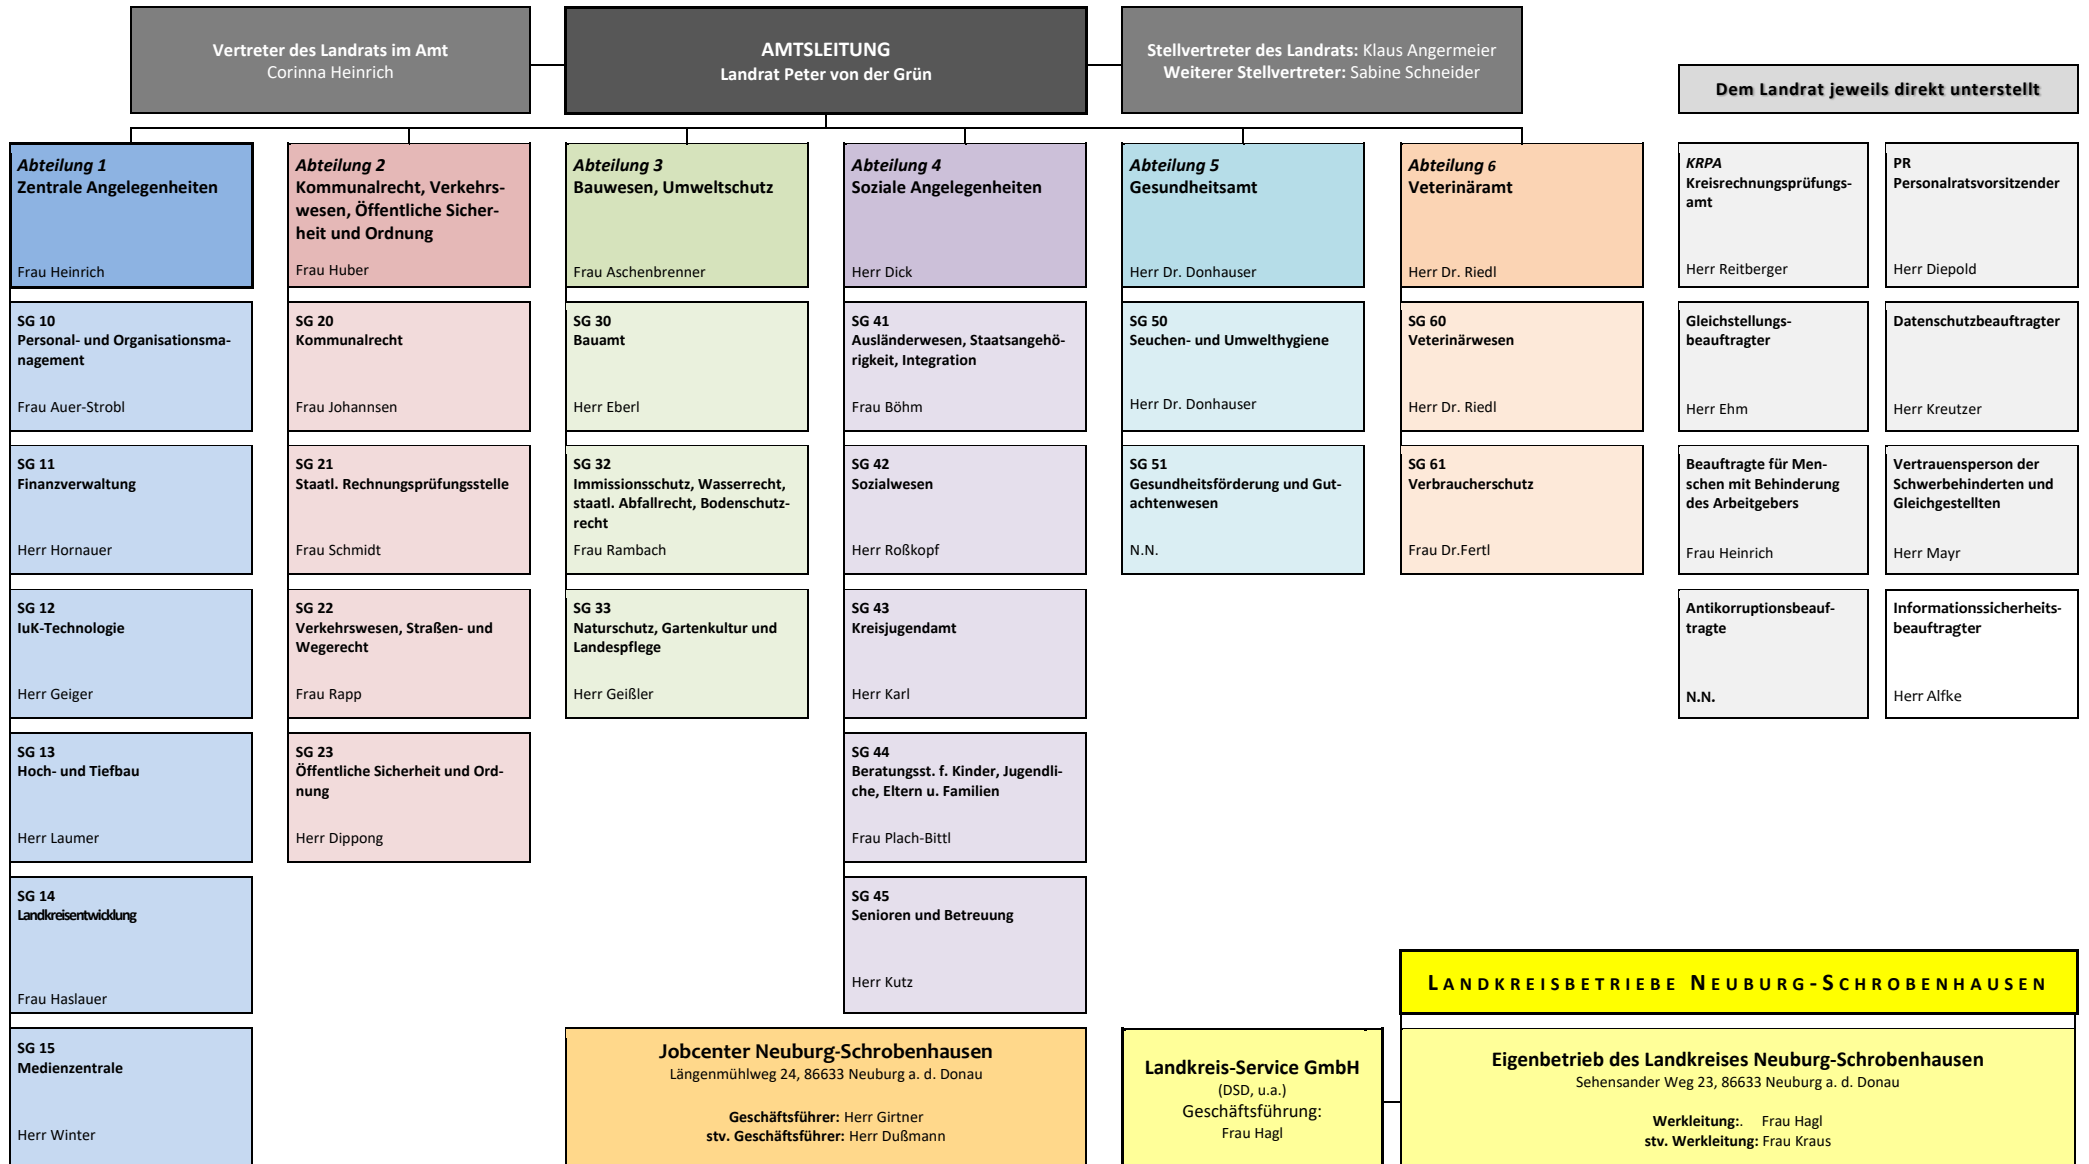 Vertreter des Landrats im Amt
Corinna Heinrich
AMTSLEITUNG
Landrat Peter von der Grün
Stellvertreter des Landrats: Klaus Angermeier
Weiterer Stellvertreter: Sabine Schneider
Dem Landrat jeweils direkt unterstellt
Abteilung 1
Zentrale Angelegenheiten
Frau Heinrich
Abteilung 2
Kommunalrecht, Verkehrs-
wesen, Öffentliche Sicher-
heit und Ordnung
Frau Huber
Abteilung 3
Bauwesen, Umweltschutz
Frau Aschenbrenner
Abteilung 4
Soziale Angelegenheiten
Herr Dick
Abteilung 5
Gesundheitsamt
Herr Dr. Donhauser
Abteilung 6
Veterinäramt
Herr Dr. Riedl
KRPA
Kreisrechnungsprüfungs-
amt
Herr Reitberger
PR
Personalratsvorsitzender
Herr Diepold
SG 10
Personal- und Organisationsma-
nagement
Frau Auer-Strobl
SG 20
Kommunalrecht
Frau Johannsen
SG 30
Bauamt
Herr Eberl
SG 41
Ausländerwesen, Staatsangehö-
rigkeit, Integration
Frau Böhm
SG 50
Seuchen- und Umwelthygiene
Herr Dr. Donhauser
SG 60
Veterinärwesen
Herr Dr. Riedl
Gleichstellungs-
beauftragter
Herr Ehm
Datenschutzbeauftragter
Herr Kreutzer
SG 11
Finanzverwaltung
Herr Hornauer
SG 21
Staatl. Rechnungsprüfungsstelle
Frau Schmidt
SG 32
Immissionsschutz, Wasserrecht,
staatl. Abfallrecht, Bodenschutz-
recht
Frau Rambach
SG 42
Sozialwesen
Herr Roßkopf
SG 51
Gesundheitsförderung und Gut-
achtenwesen
N.N.
SG 61
Verbraucherschutz
Frau Dr.Fertl
Beauftragte für Men-
schen mit Behinderung
des Arbeitgebers
Frau Heinrich
Vertrauensperson der
Schwerbehinderten und
Gleichgestellten
Herr Mayr
SG 12
IuK-Technologie
Herr Geiger
SG 22
Verkehrswesen, Straßen- und
Wegerecht
Frau Rapp
SG 33
Naturschutz, Gartenkultur und
Landespflege
Herr Geißler
SG 43
Kreisjugendamt
Herr Karl
Antikorruptionsbeauf-
tragte
N.N.
Informationssicherheits-
beauftragter
Herr Alfke
SG 13
Hoch- und Tiefbau
Herr Laumer
SG 23
Öffentliche Sicherheit und Ord-
nung
Herr Dippong
SG 44
Beratungsst. f. Kinder, Jugendli-
che, Eltern u. Familien
Frau Plach-Bittl
SG 14
Landkreisentwicklung
Frau Haslauer
SG 45
Senioren und Betreuung
Herr Kutz
LANDKREISBETRIEBE NEUBURG-SCHROBENHAUSEN
SG 15
Medienzentrale
Herr Winter
Jobcenter Neuburg-Schrobenhausen
Längenmühlweg 24, 86633 Neuburg a. d. Donau
Geschäftsführer: Herr Girtner
stv. Geschäftsführer: Herr Dußmann
Landkreis-Service GmbH
(DSD, u.a.)
Geschäftsführung:
Frau Hagl
Eigenbetrieb des Landkreises Neuburg-Schrobenhausen
Sehensander Weg 23, 86633 Neuburg a. d. Donau
Werkleitung:. Frau Hagl
stv. Werkleitung: Frau Kraus